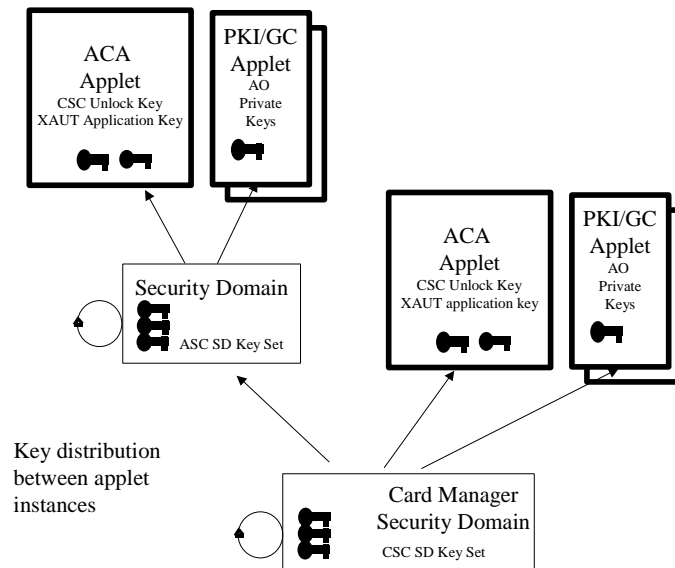 ACA
Applet
CSC Unlock Key
XAUT Application Key
PKI/GC
Applet
AO
Private
Keys
Security Domain
ASC SD Key Set
ACA
Applet
CSC Unlock Key
XAUT application key
PKI/GC
Applet
AO
Private
Keys
Key distribution
between applet
instances
Card Manager
Security Domain
CSC SD Key Set